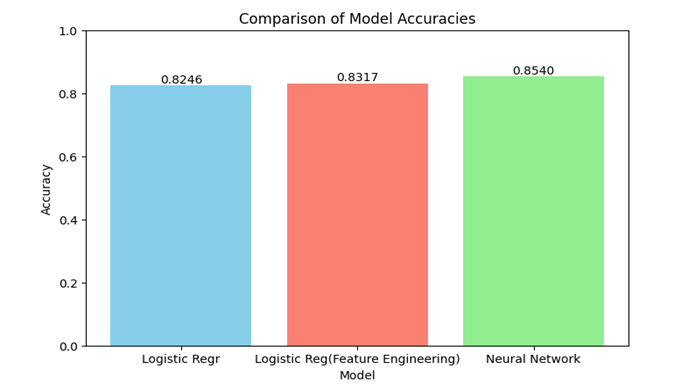 Comparison of Model Accuracies
1.0
0.8
0.6
0.4
0.2
0.0
Accuracy
0.8246
0.8317
0.8540
Logistic Regr
Logistic Reg(Feature Engineering)
Neural Network
Model